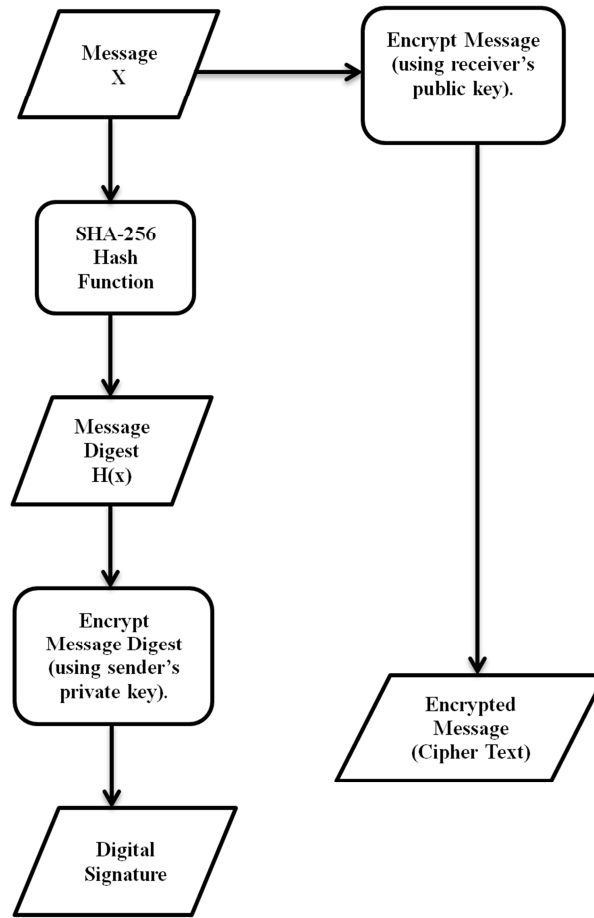 Message
X
Encrypt Message
(using receiver's
public key).
SHA-256
Hash
Function
Message
Digest
H(x)
Encrypt
Message Digest
(using sender's
private key).
Encrypted
Message
(Cipher Text)
Digital
Signature